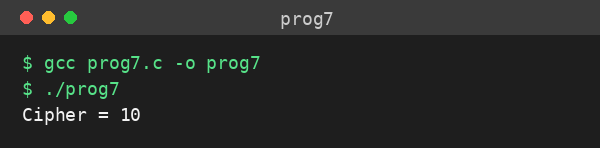 prog7
$ gcc prog7.c -o prog7
$ ./prog7
Cipher = 10